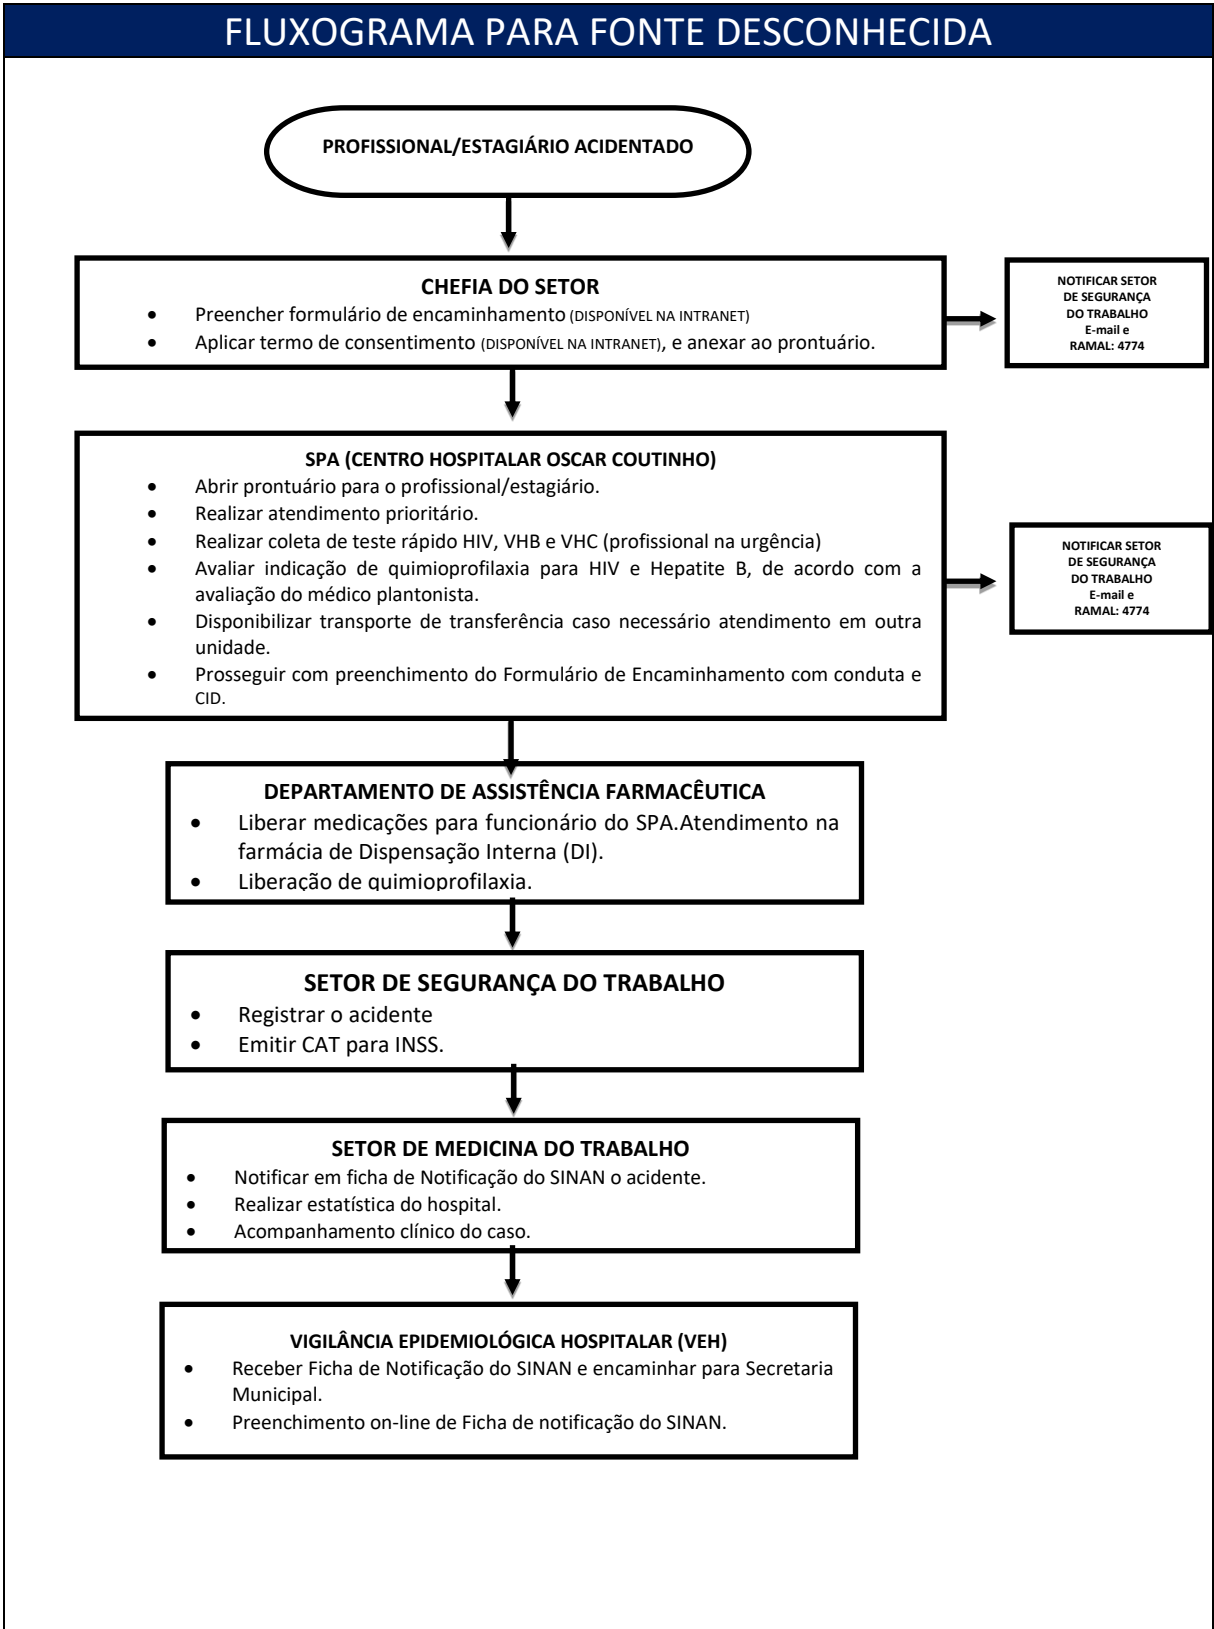 FLUXOGRAMA PARA FONTE DESCONHECIDA
PROFISSIONAL/ESTAGIÁRIO ACIDENTADO
CHEFIA DO SETOR
• Preencher formulário de encaminhamento (DISPONÍVEL NA INTRANET)
• Aplicar termo de consentimento (DISPONÍVEL NA INTRANET), e anexar ao prontuário.
NOTIFICAR SETOR
DE SEGURANÇA
DO TRABALHO
E-mail e
RAMAL: 4774
SPA (CENTRO HOSPITALAR OSCAR COUTINHO)
• Abrir prontuário para o profissional/estagiário.
• Realizar atendimento prioritário.
• Realizar coleta de teste rápido HIV, VHB e VHC (profissional na urgência)
• Avaliar indicação de quimioprofilaxia para HIV e Hepatite B, de acordo com a
avaliação do médico plantonista.
• Disponibilizar transporte de transferência caso necessário atendimento em outra
unidade.
• Prosseguir com preenchimento do Formulário de Encaminhamento com conduta e
CID.
NOTIFICAR SETOR
DE SEGURANÇA
DO TRABALHO
E-mail e
RAMAL: 4774
DEPARTAMENTO DE ASSISTÊNCIA FARMACÊUTICA
• Liberar medicações para funcionário do SPA.Atendimento na
farmácia de Dispensação Interna (DI).
• Liberação de quimioprofilaxia.
SETOR DE SEGURANÇA DO TRABALHO
• Registrar o acidente
• Emitir CAT para INSS.
SETOR DE MEDICINA DO TRABALHO
• Notificar em ficha de Notificação do SINAN o acidente.
• Realizar estatística do hospital.
• Acompanhamento clínico do caso.
VIGILÂNCIA EPIDEMIOLÓGICA HOSPITALAR (VEH)
• Receber Ficha de Notificação do SINAN e encaminhar para Secretaria
Municipal.
• Preenchimento on-line de Ficha de notificação do SINAN.